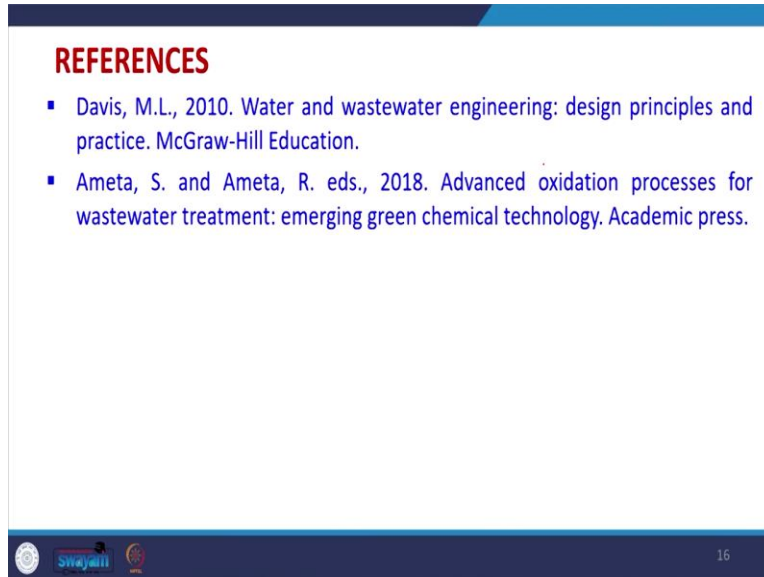 REFERENCES
▪ Davis, M.L., 2010. Water and wastewater engineering: design principles and
practice. McGraw-Hill Education.
▪ Ameta, S. and Ameta, R. eds., 2018. Advanced oxidation processes for
wastewater treatment: emerging green chemical technology. Academic press.
swayam
16